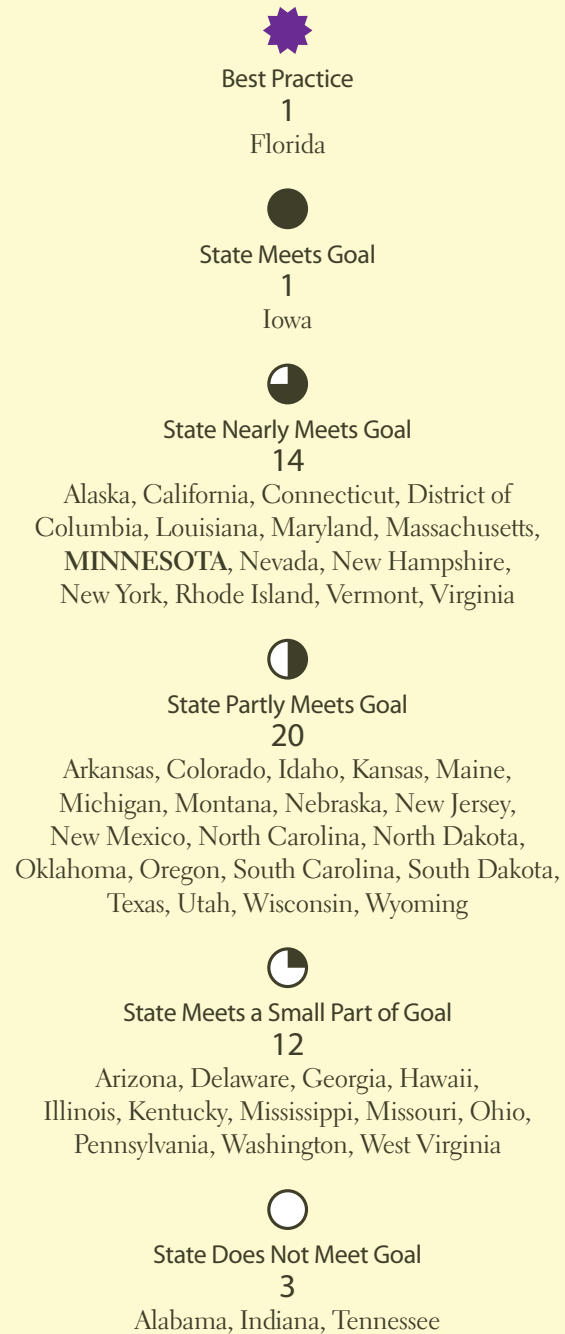 Best Practice
1
Florida
State Meets Goal
1
Iowa
State Nearly Meets Goal
14
Alaska, California, Connecticut, District of
Columbia, Louisiana, Maryland, Massachusetts,
MINNESOTA, Nevada, New Hampshire,
New York, Rhode Island, Vermont, Virginia
State Partly Meets Goal
20
Arkansas, Colorado, Idaho, Kansas, Maine,
Michigan, Montana, Nebraska, New Jersey,
New Mexico, North Carolina, North Dakota,
Oklahoma, Oregon, South Carolina, South Dakota,
Texas, Utah, Wisconsin, Wyoming
State Meets a Small Part of Goal
12
Arizona, Delaware, Georgia, Hawaii,
Illinois, Kentucky, Mississippi, Missouri, Ohio,
Pennsylvania, Washington, West Virginia
State Does Not Meet Goal
3
Alabama, Indiana, Tennessee